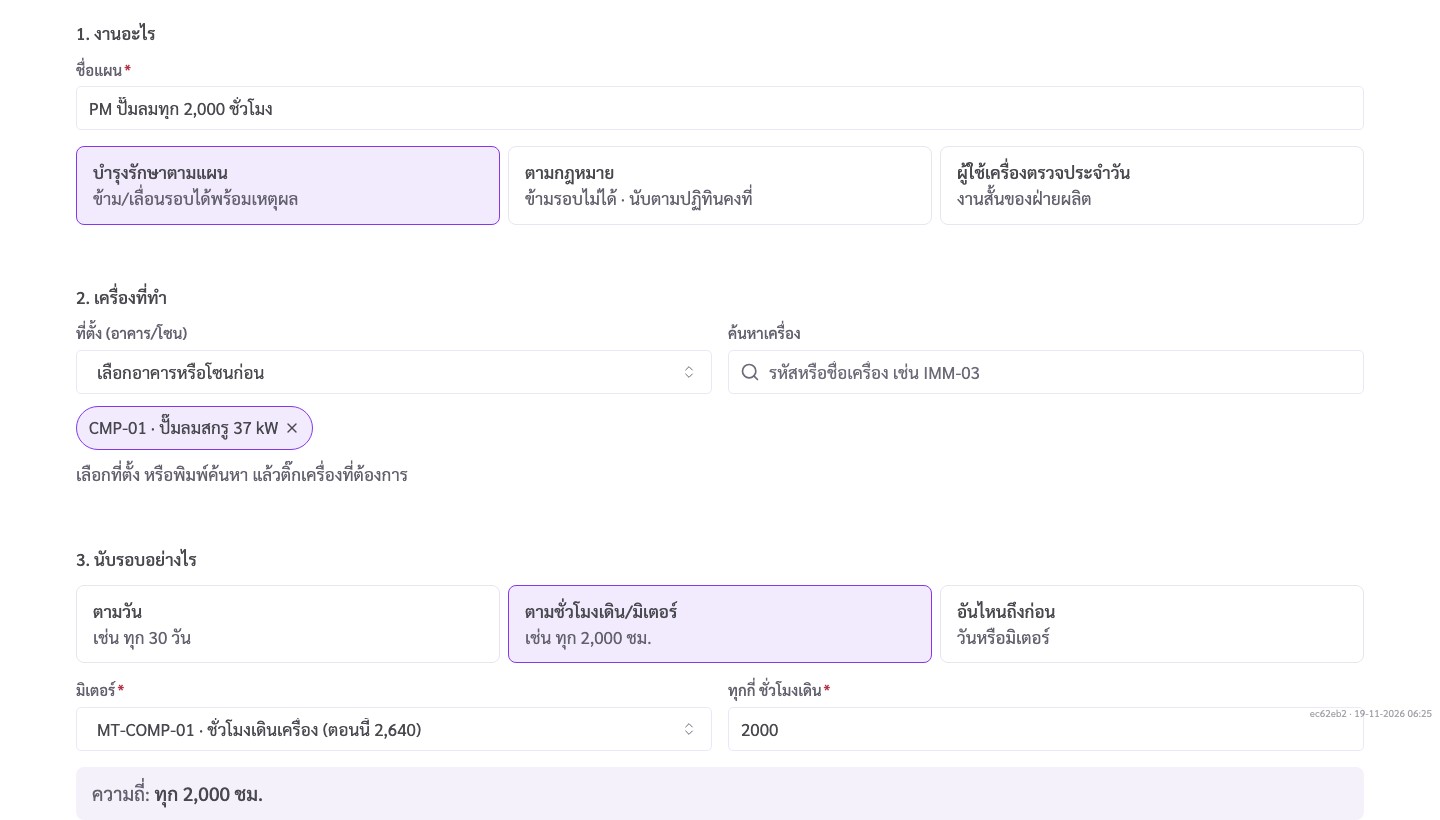 1. งานอะไร
ชื่อแผน*
PM ปั๊มลมทุก 2,000 ชั่วโมง
บำรุงรักษาตามแผน
ข้าม/เลื่อนรอบได้พร้อมเหตุผล
ตามกฎหมาย
ข้ามรอบไม่ได้ · นับตามปฏิทินคงที่
ผู้ใช้เครื่องตรวจประจำวัน
งานสั้นของฝ่ายผลิต
2. เครื่องที่ทำ
ที่ตั้ง (อาคาร/โซน)
เลือกอาคารหรือโซนก่อน
ค้นหาเครื่อง
รหัสหรือชื่อเครื่อง เช่น IMM-03
CMP-01 · ปั๊มลมสกรู 37 kW ×
เลือกที่ตั้ง หรือพิมพ์ค้นหา แล้วติ๊กเครื่องที่ต้องการ
3. นับรอบอย่างไร
ตามวัน
เช่น ทุก 30 วัน
ตามชั่วโมงเดิน/มิเตอร์
เช่น ทุก 2,000 ชม.
อันไหนถึงก่อน
วันหรือมิเตอร์
มิเตอร์*
MT-COMP-01 · ชั่วโมงเดินเครื่อง (ตอนนี้ 2,640)
ทุกกี่ ชั่วโมงเดิน*
2000
ec62eb2 · 19-11-2026 06:25
ความถี่: ทุก 2,000 ชม.